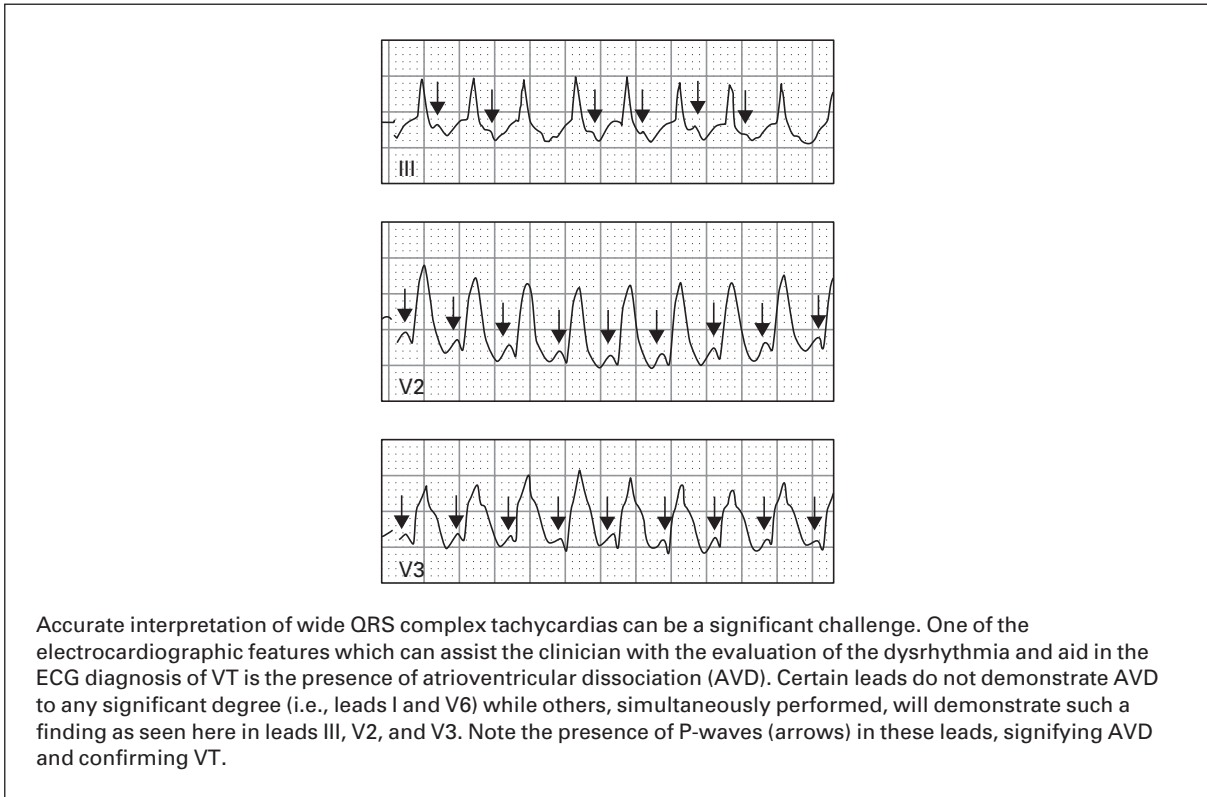 III
V2
V3
Accurate interpretation of wide QRS complex tachycardias can be a significant challenge. One of the
electrocardiographic features which can assist the clinician with the evaluation of the dysrhythmia and aid in the
ECG diagnosis of VT is the presence of atrioventricular dissociation (AVD). Certain leads do not demonstrate AVD
to any significant degree (i.e., leads I and V6) while others, simultaneously performed, will demonstrate such a
finding as seen here in leads III, V2, and V3. Note the presence of P-waves (arrows) in these leads, signifying AVD
and confirming VT.